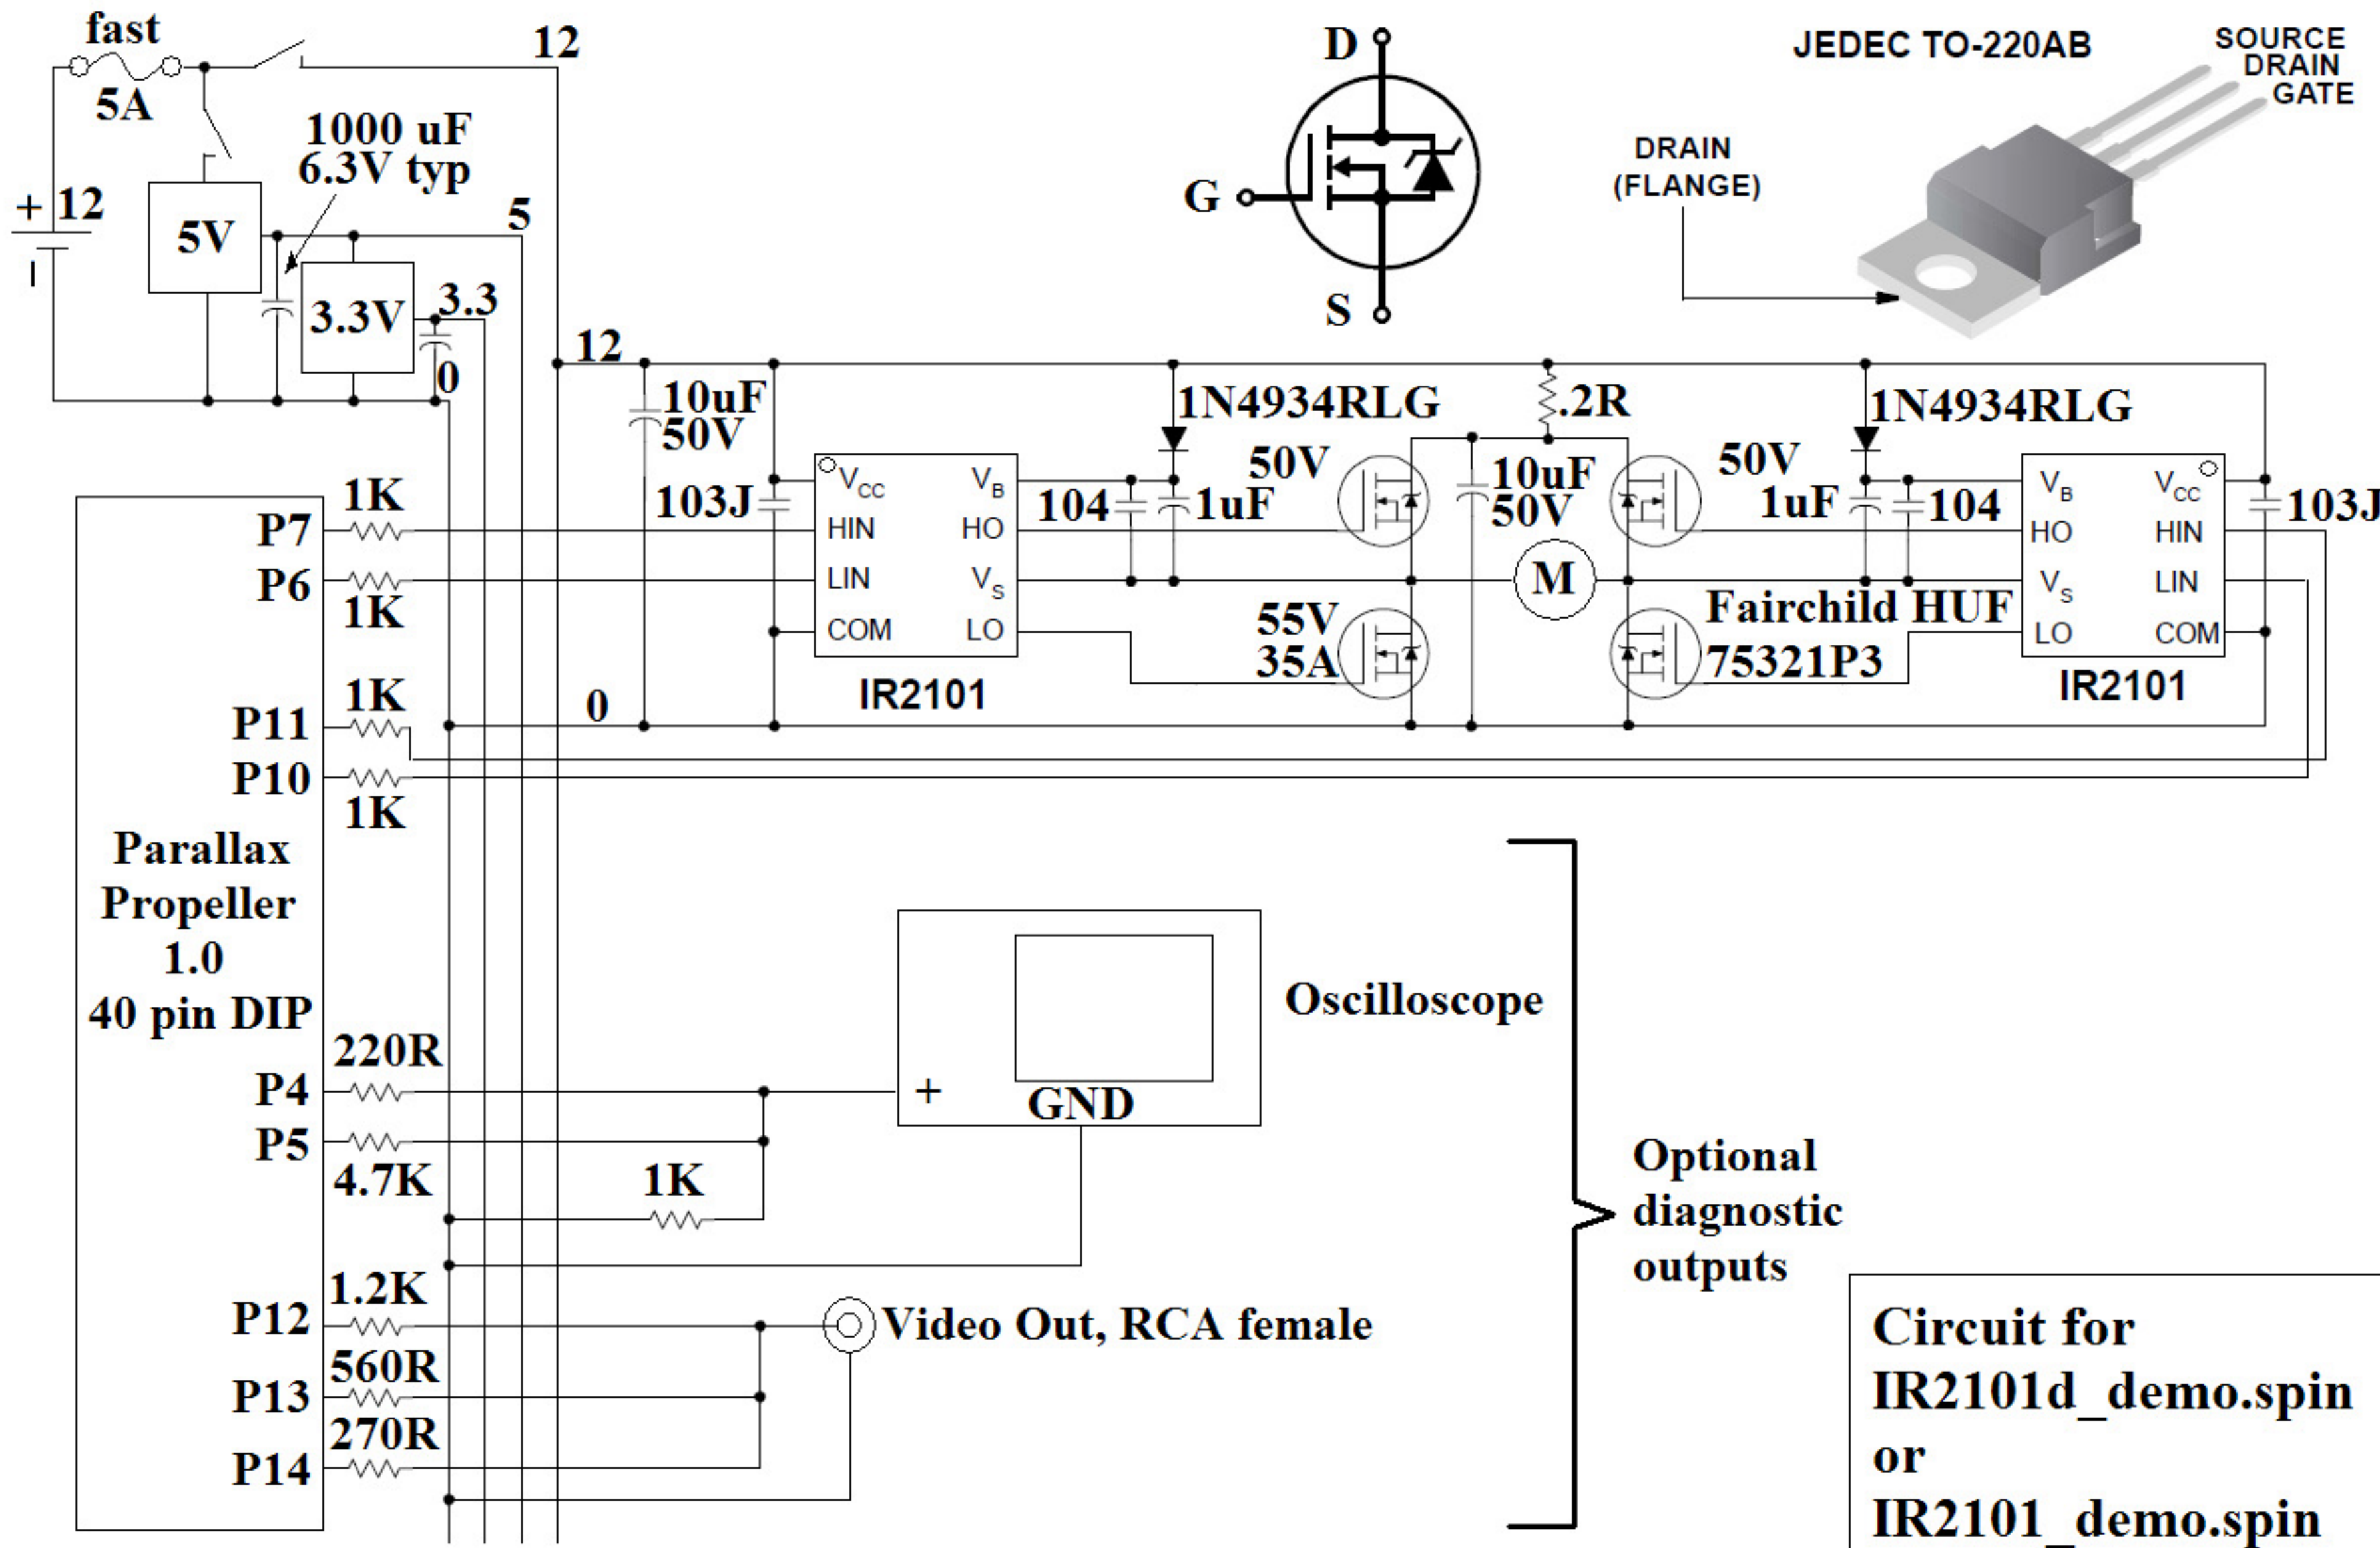 fast
5A
12
1000 uF
6.3V typ
+ 12
–
5V
5
3.3V
3.3
0
D
G
S
JEDEC TO-220AB
SOURCE
DRAIN
GATE
DRAIN
(FLANGE)
12
10uF
50V
103J
VCC
HIN
LIN
COM
VB
HO
VS
LO
IR2101
104
1N4934RLG
1uF
50V
.2R
10uF
50V
M
55V
35A
50V
1N4934RLG
1uF
104
Fairchild HUF
75321P3
VB
HO
VS
LO
VCC
HIN
LIN
COM
IR2101
103J
0
P7
1K
P6
1K
P11
1K
P10
1K
Parallax
Propeller
1.0
40 pin DIP
220R
P4
P5
4.7K
1K
+
GND
Oscilloscope
1.2K
P12
560R
P13
270R
P14
Video Out, RCA female
Optional
diagnostic
outputs
Circuit for
IR2101d_demo.spin
or
IR2101_demo.spin